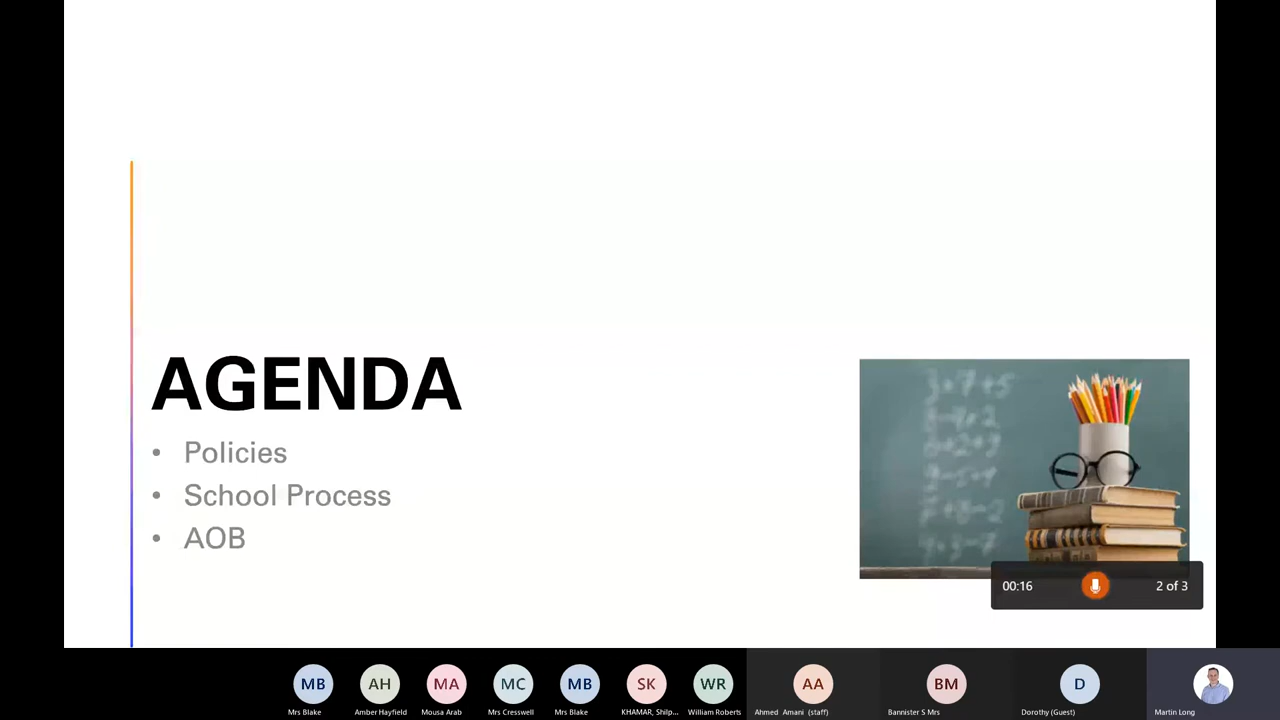 AGENDA
• Policies
• School Process
• AOB
00:16
2 of 3
MB
AH
MA
MC
MB
SK
WR
AA
BM
D
Mrs Blake
Amber Hayfield
Mousa Arab
Mrs Cresswell
Mrs Blake
KHAMAR, Shilp...
William Roberts
Ahmed Amani (staff)
Bannister S Mrs
Dorothy (Guest)
Martin Long